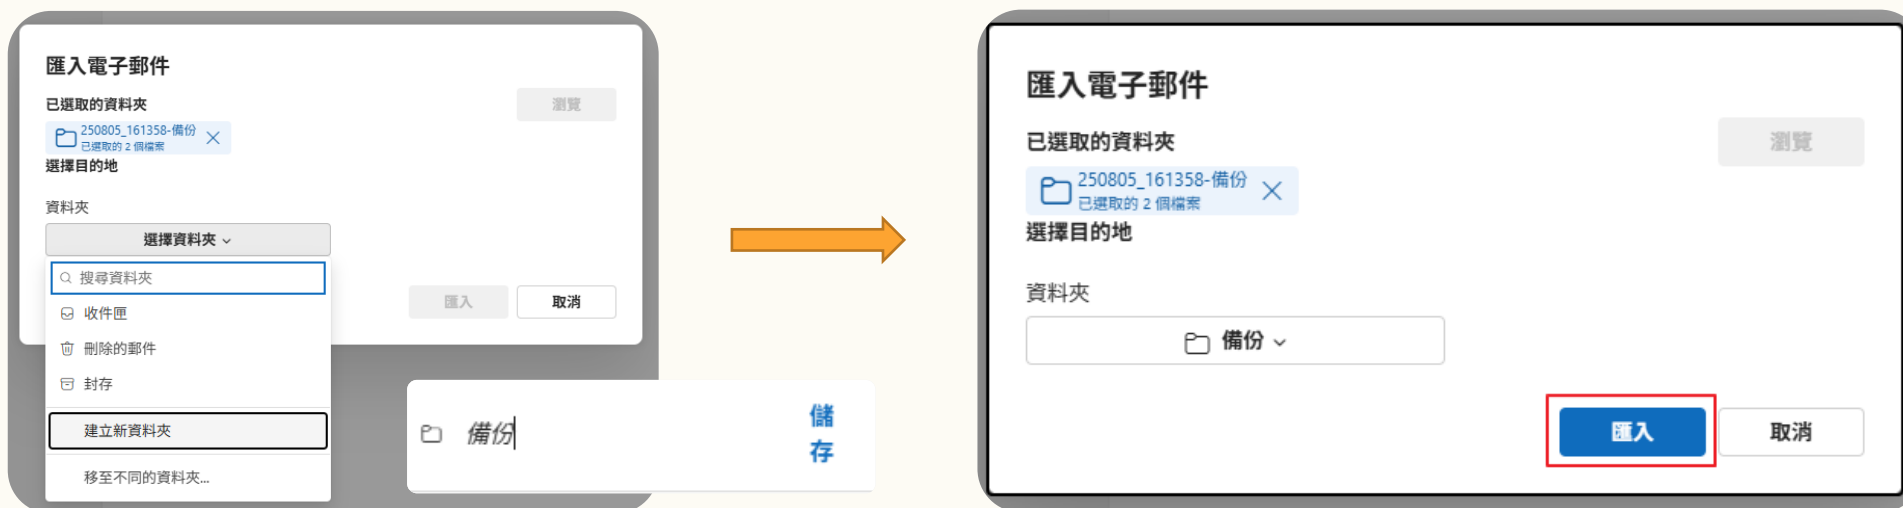 匯入電子郵件
已選取的資料夾
瀏覽
250805_161358-備份
已選取的 2 個檔案
選擇目的地
資料夾
選擇資料夾
搜尋資料夾
收件匣
刪除的郵件
封存
建立新資料夾
移至不同的資料夾...
匯入
取消
備份
儲
存
匯入電子郵件
已選取的資料夾
瀏覽
250805_161358-備份
已選取的 2 個檔案
選擇目的地
資料夾
備份
匯入
取消